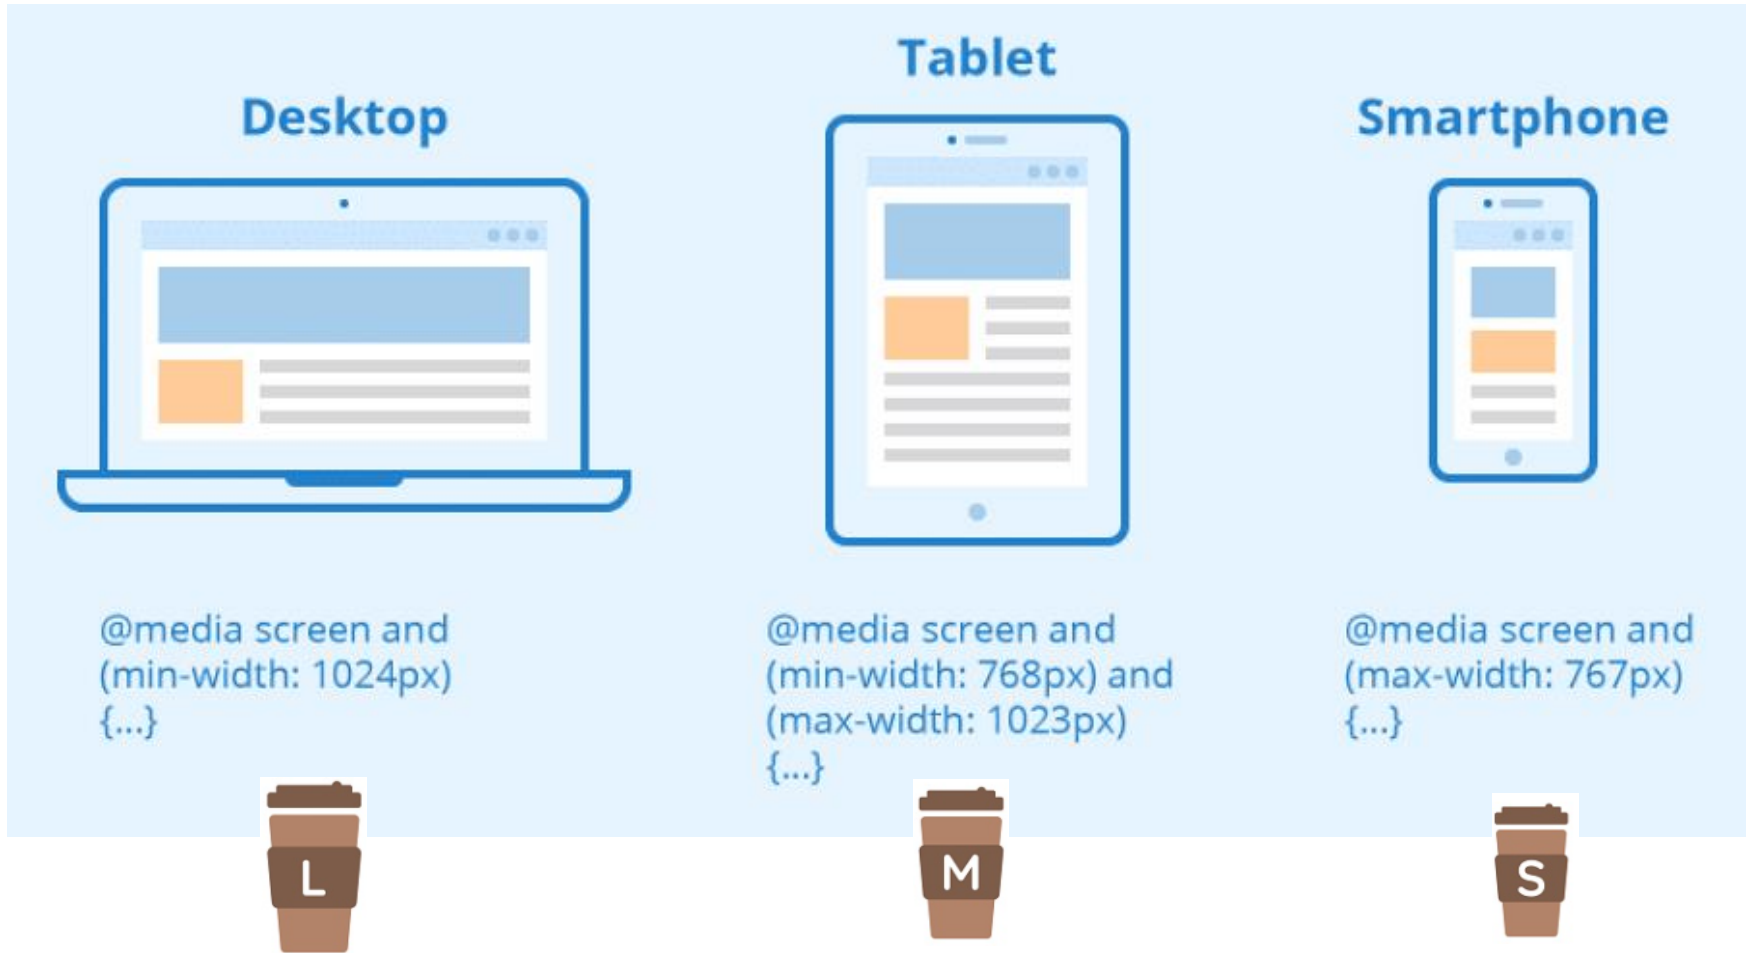 Desktop
Tablet
Smartphone
@media screen and
(min-width: 1024px)
{...}
@media screen and
(min-width: 768px) and
(max-width: 1023px)
{...}
@media screen and
(max-width: 767px)
{...}
L
M
S